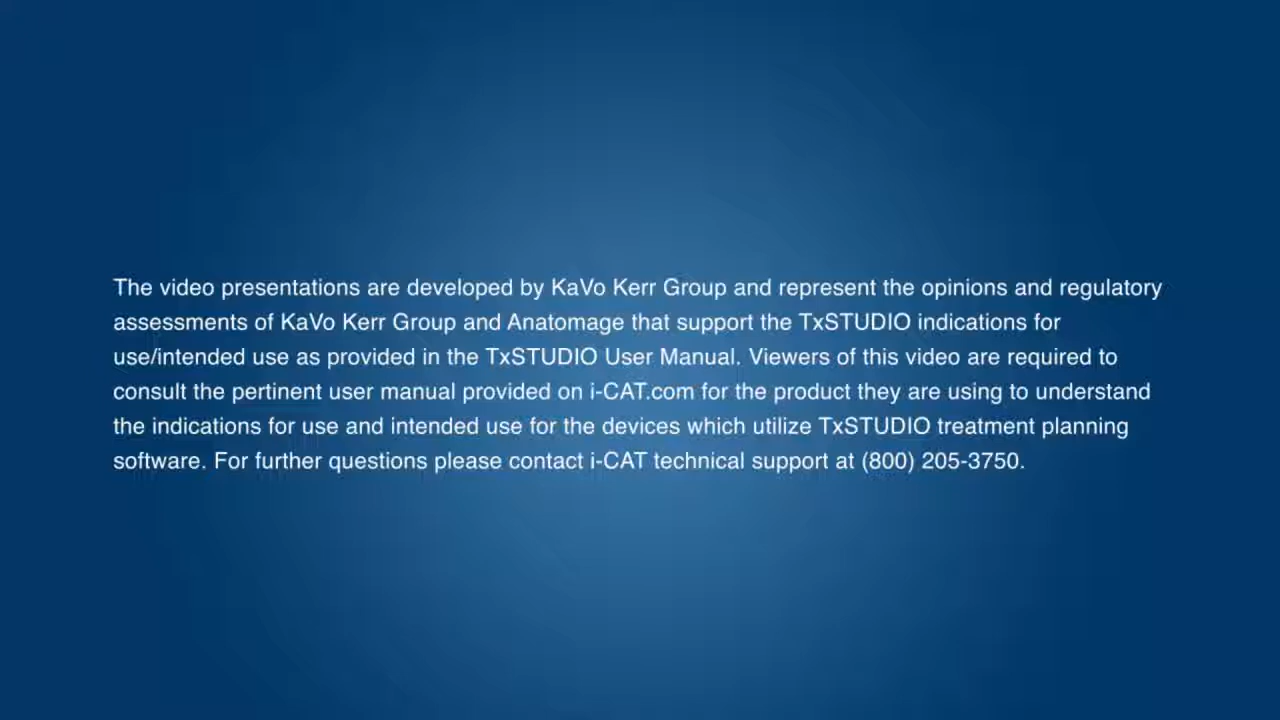 The video presentations are developed by KaVo Kerr Group and represent the opinions and regulatory
assessments of KaVo Kerr Group and Anatomage that support the TxSTUDIO indications for
use/intended use as provided in the TxSTUDIO User Manual. Viewers of this video are required to
consult the pertinent user manual provided on i-CAT.com for the product they are using to understand
the indications for use and intended use for the devices which utilize TxSTUDIO treatment planning
software. For further questions please contact i-CAT technical support at (800) 205-3750.